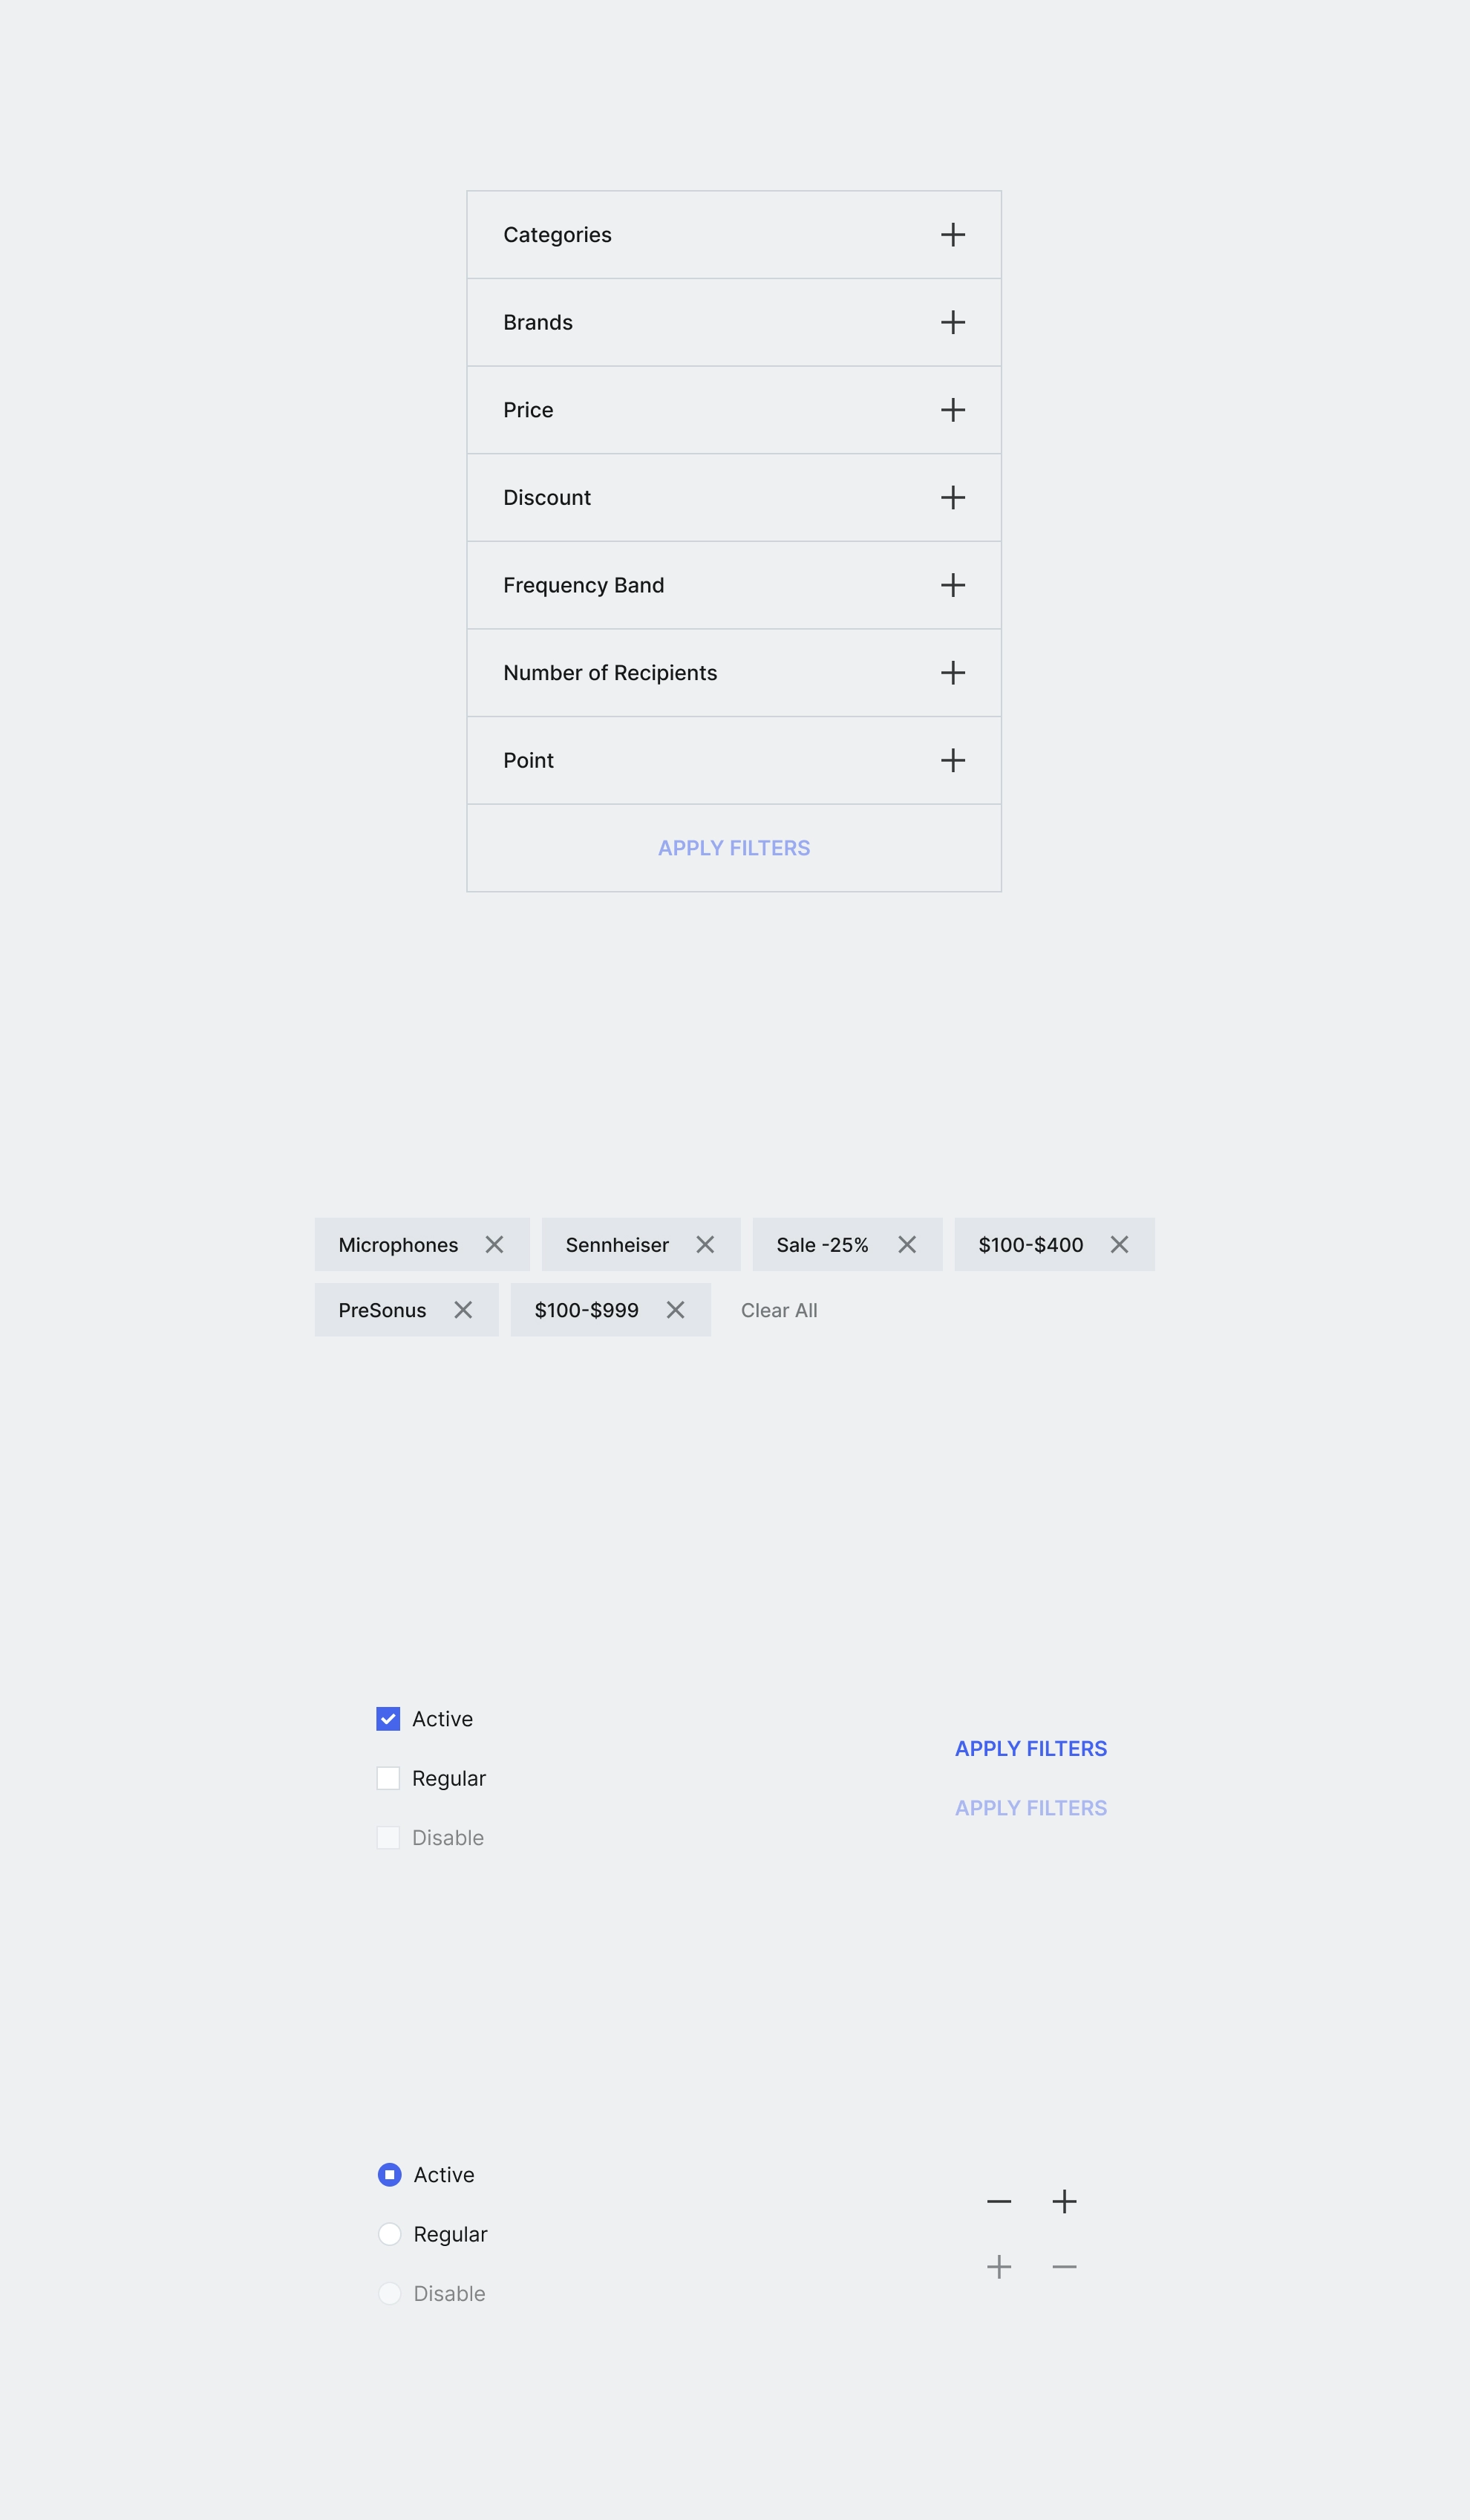 Categories
Brands
Price
Discount
Frequency Band
Number of Recipients
Point
APPLY FILTERS
Microphones Sennheiser Sale -25% $100-$400
PreSonus $100-$999 Clear All
Active
Regular
Disable
APPLY FILTERS
APPLY FILTERS
Active
Regular
Disable